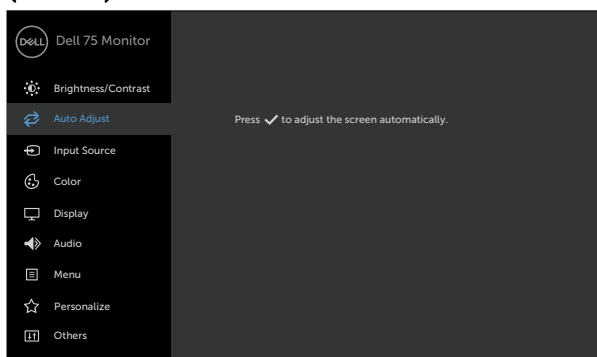 DELL Dell 75 Monitor
Brightness/Contrast
Auto Adjust
Press ✓ to adjust the screen automatically.
Input Source
Color
Display
Audio
Menu
Personalize
Others